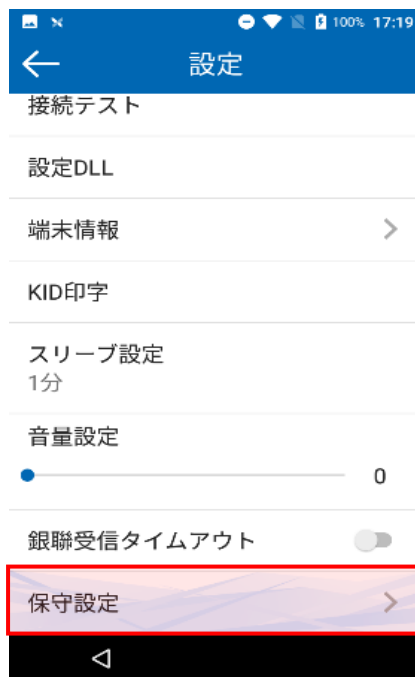 100% 17:19
設定
接続テスト
設定DLL
端末情報
KID印字
スリープ設定
1分
音量設定
0
銀聯受信タイムアウト
保守設定